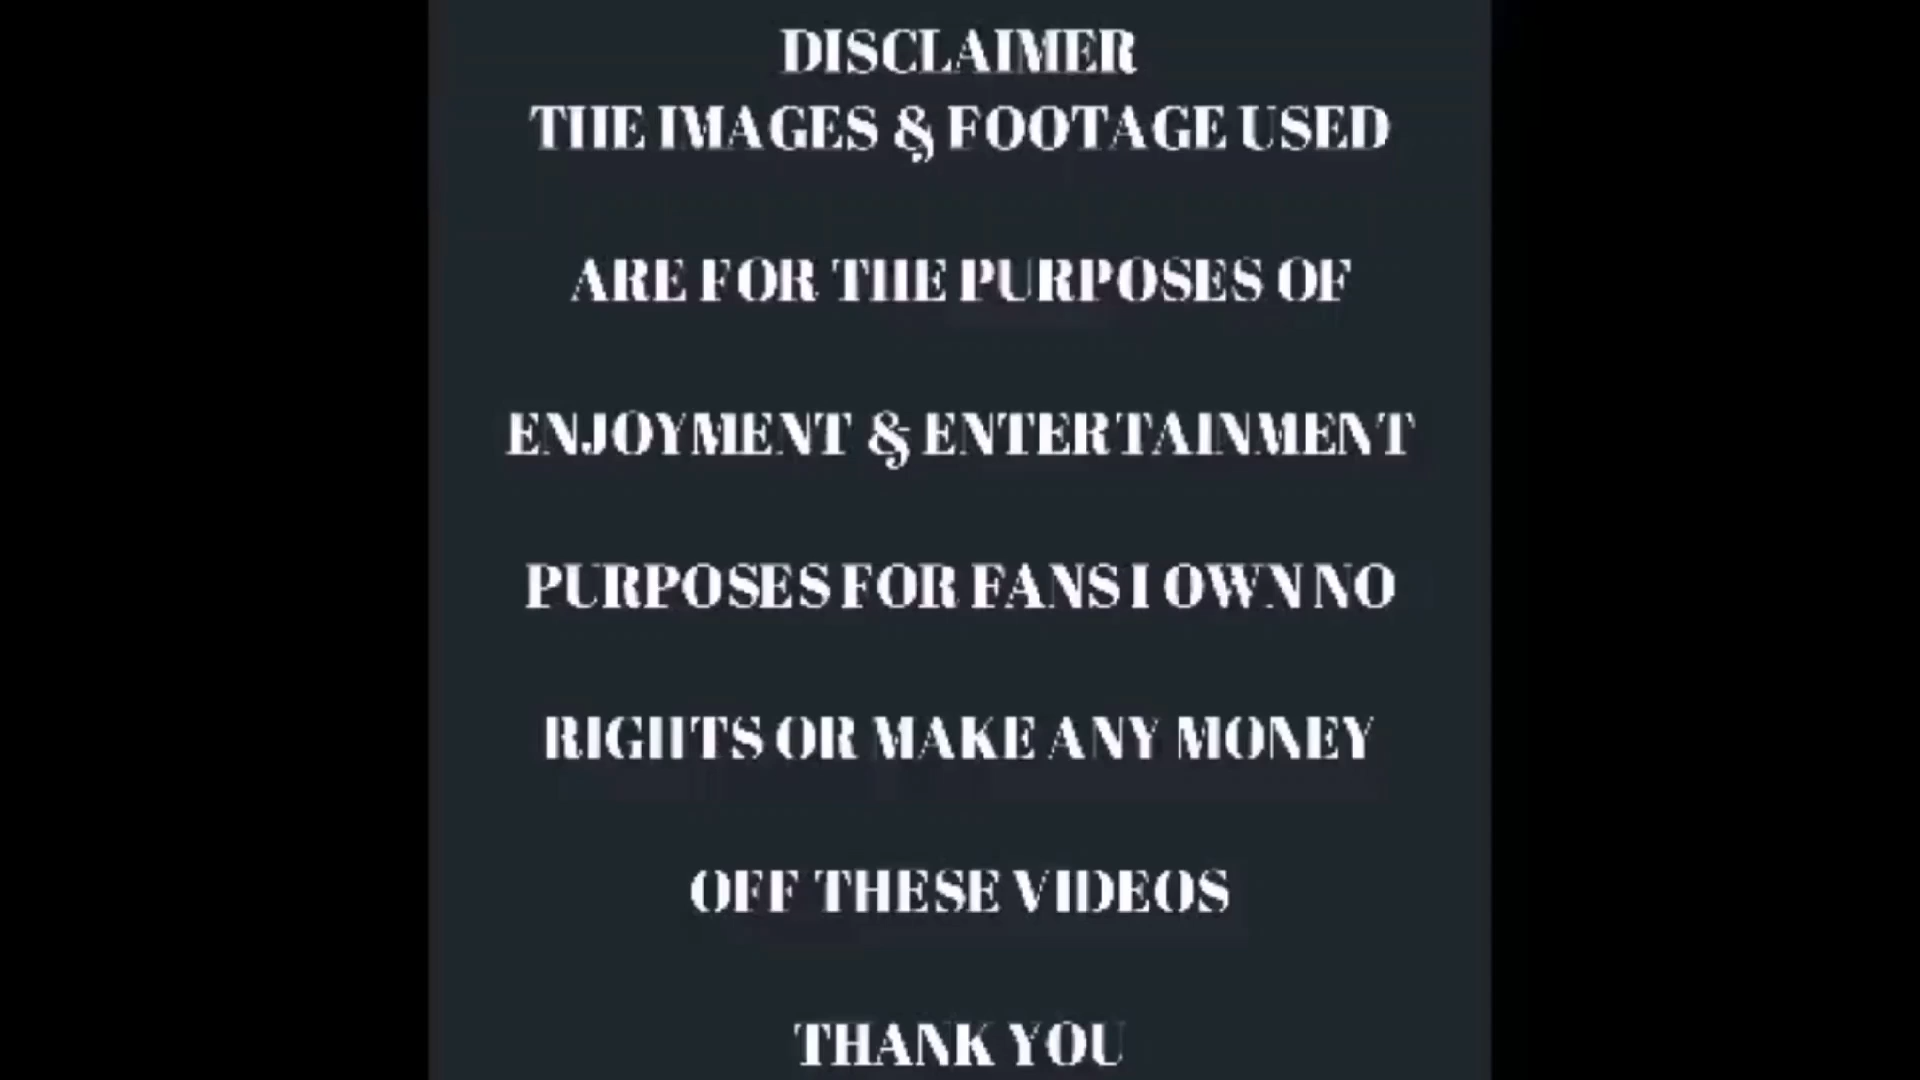 DISCLAIMER
THE IMAGES & FOOTAGE USED
ARE FOR THE PURPOSES OF
ENJOYMENT & ENTERTAINMENT
PURPOSES FOR FANS I OWN NO
RIGHTS OR MAKE ANY MONEY
OFF THESE VIDEOS
THANK YOU